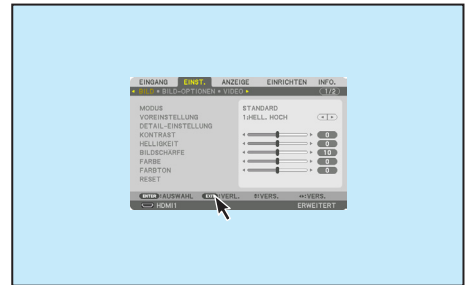 EINGANG EINST. ANZEIGE EINRICHTEN INFO.
BILD • BILD-OPTIONEN • VIDEO (1/2)
MODUS STANDARD
VOREINSTELLUNG 1:HELL. HOCH
DETAIL-EINSTELLUNG
KONTRAST 0
HELLIGKEIT 0
BILDSCHÄRFE 10
FARBE 0
FARBTON 0
RESET
ENTER:AUSWAHL EXIT:VERL. ↕:VERS. ↔:VERS.
HDMI1 ERWEITERT